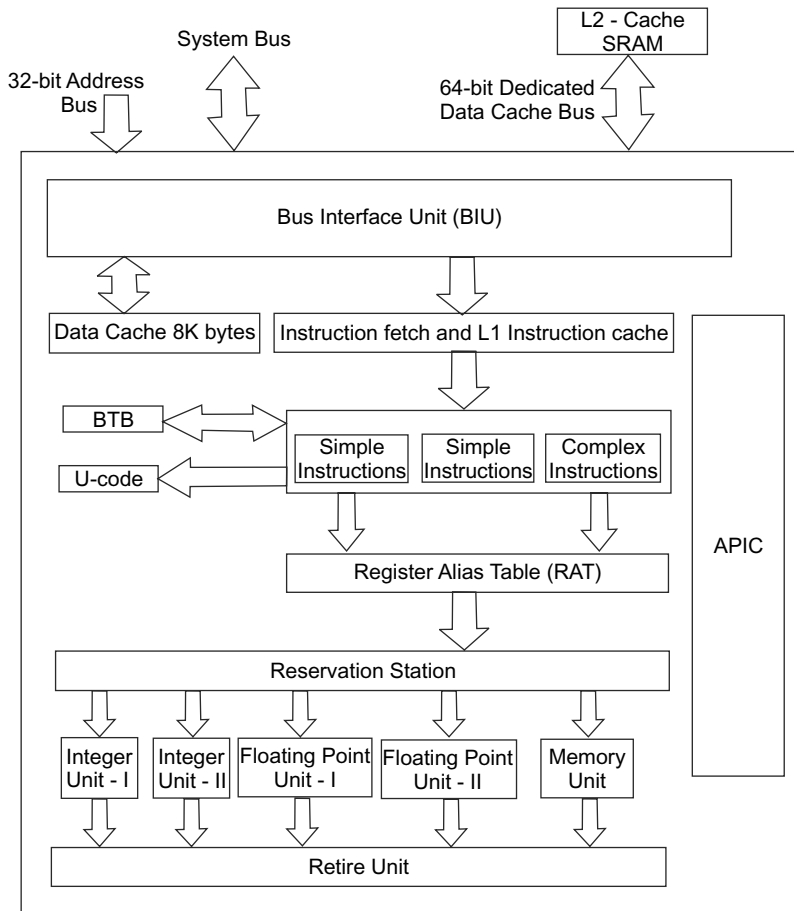 System Bus
L2 - Cache
SRAM
32-bit Address
Bus
64-bit Dedicated
Data Cache Bus
Bus Interface Unit (BIU)
Data Cache 8K bytes
Instruction fetch and L1 Instruction cache
BTB
U-code
Simple
Instructions
Simple
Instructions
Complex
Instructions
Register Alias Table (RAT)
APIC
Reservation Station
Integer
Unit - I
Integer
Unit - II
Floating Point
Unit - I
Floating Point
Unit - II
Memory
Unit
Retire Unit